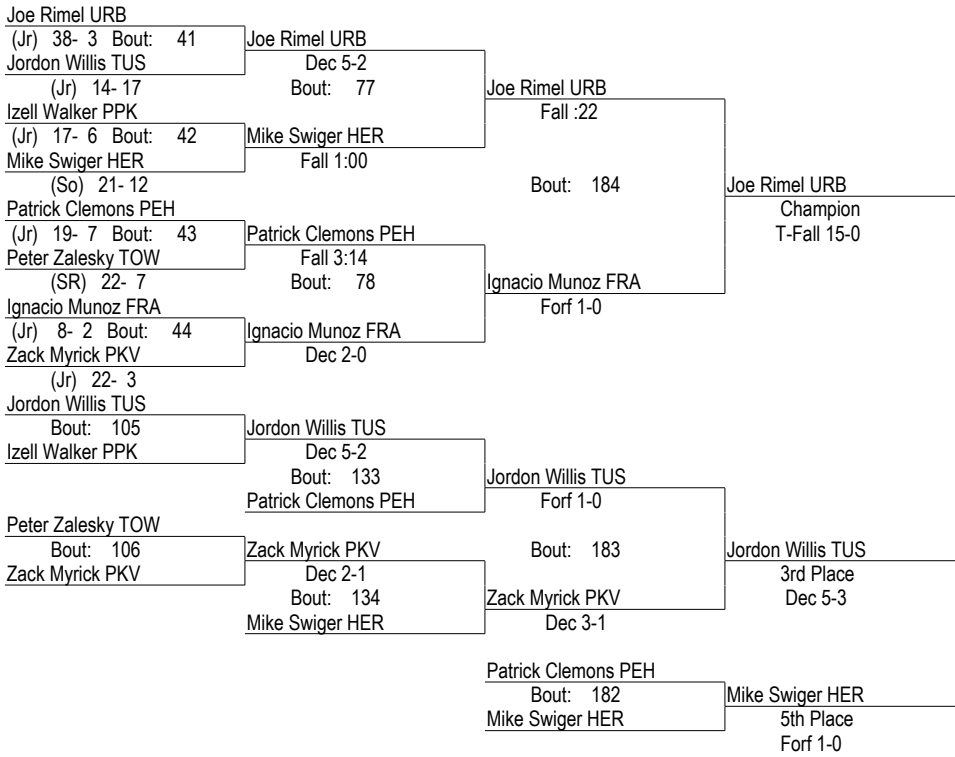 Joe Rimel URB
(Jr) 38- 3 Bout: 41
Jordon Willis TUS
(Jr) 14- 17
Izell Walker PPK
(Jr) 17- 6 Bout: 42
Mike Swiger HER
(So) 21- 12
Patrick Clemons PEH
(Jr) 19- 7 Bout: 43
Peter Zalesky TOW
(SR) 22- 7
Ignacio Munoz FRA
(Jr) 8- 2 Bout: 44
Zack Myrick PKV
(Jr) 22- 3
Joe Rimel URB
Dec 5-2
Bout: 77
Mike Swiger HER
Fall 1:00
Patrick Clemons PEH
Fall 3:14
Bout: 78
Ignacio Munoz FRA
Dec 2-0
Joe Rimel URB
Fall :22
Bout: 184
Ignacio Munoz FRA
Forf 1-0
Joe Rimel URB
Champion
T-Fall 15-0
Jordon Willis TUS
Bout: 105
Izell Walker PPK
Peter Zalesky TOW
Bout: 106
Zack Myrick PKV
Jordon Willis TUS
Dec 5-2
Bout: 133
Patrick Clemons PEH
Zack Myrick PKV
Dec 2-1
Bout: 134
Mike Swiger HER
Jordon Willis TUS
Forf 1-0
Bout: 183
Zack Myrick PKV
Dec 3-1
Jordon Willis TUS
3rd Place
Dec 5-3
Patrick Clemons PEH
Bout: 182
Mike Swiger HER
Mike Swiger HER
5th Place
Forf 1-0